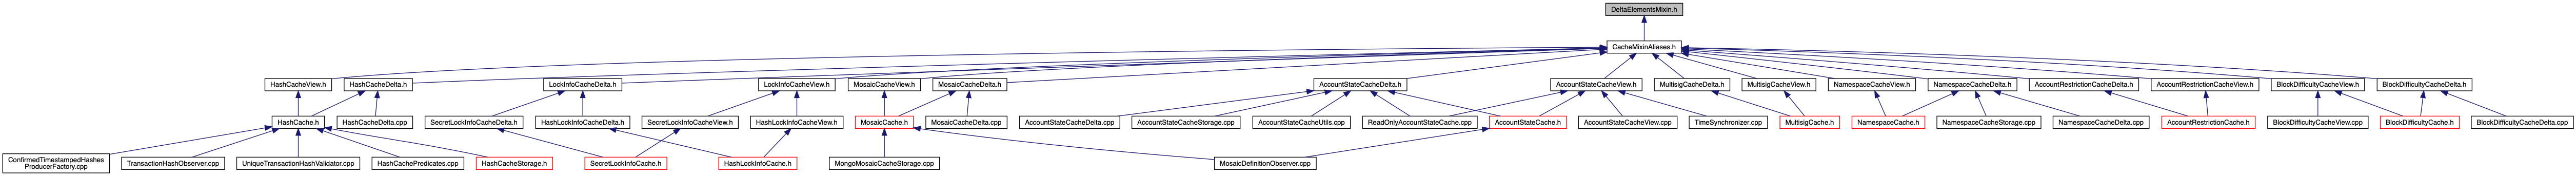 DeltaElementsMixin.h
CacheMixinAliases.h
HashCacheView.h
HashCacheDelta.h
LockInfoCacheDelta.h
LockInfoCacheView.h
MosaicCacheView.h
MosaicCacheDelta.h
AccountStateCacheDelta.h
AccountStateCacheView.h
MultisigCacheDelta.h
MultisigCacheView.h
NamespaceCacheView.h
NamespaceCacheDelta.h
AccountRestrictionCacheDelta.h
AccountRestrictionCacheView.h
BlockDifficultyCacheView.h
BlockDifficultyCacheDelta.h
HashCache.h
HashCacheDelta.cpp
SecretLockInfoCacheDelta.h
HashLockInfoCacheDelta.h
SecretLockInfoCacheView.h
HashLockInfoCacheView.h
MosaicCache.h
MosaicCacheDelta.cpp
AccountStateCacheDelta.cpp
AccountStateCacheStorage.cpp
AccountStateCacheUtils.cpp
ReadOnlyAccountStateCache.cpp
AccountStateCache.h
AccountStateCacheView.cpp
TimeSynchronizer.cpp
MultisigCache.h
NamespaceCache.h
NamespaceCacheStorage.cpp
NamespaceCacheDelta.cpp
AccountRestrictionCache.h
BlockDifficultyCacheView.cpp
BlockDifficultyCache.h
BlockDifficultyCacheDelta.cpp
ConfirmedTimestampedHashes
ProducerFactory.cpp
TransactionHashObserver.cpp
UniqueTransactionHashValidator.cpp
HashCachePredicates.cpp
HashCacheStorage.h
SecretLockInfoCache.h
HashLockInfoCache.h
MongoMosaicCacheStorage.cpp
MosaicDefinitionObserver.cpp